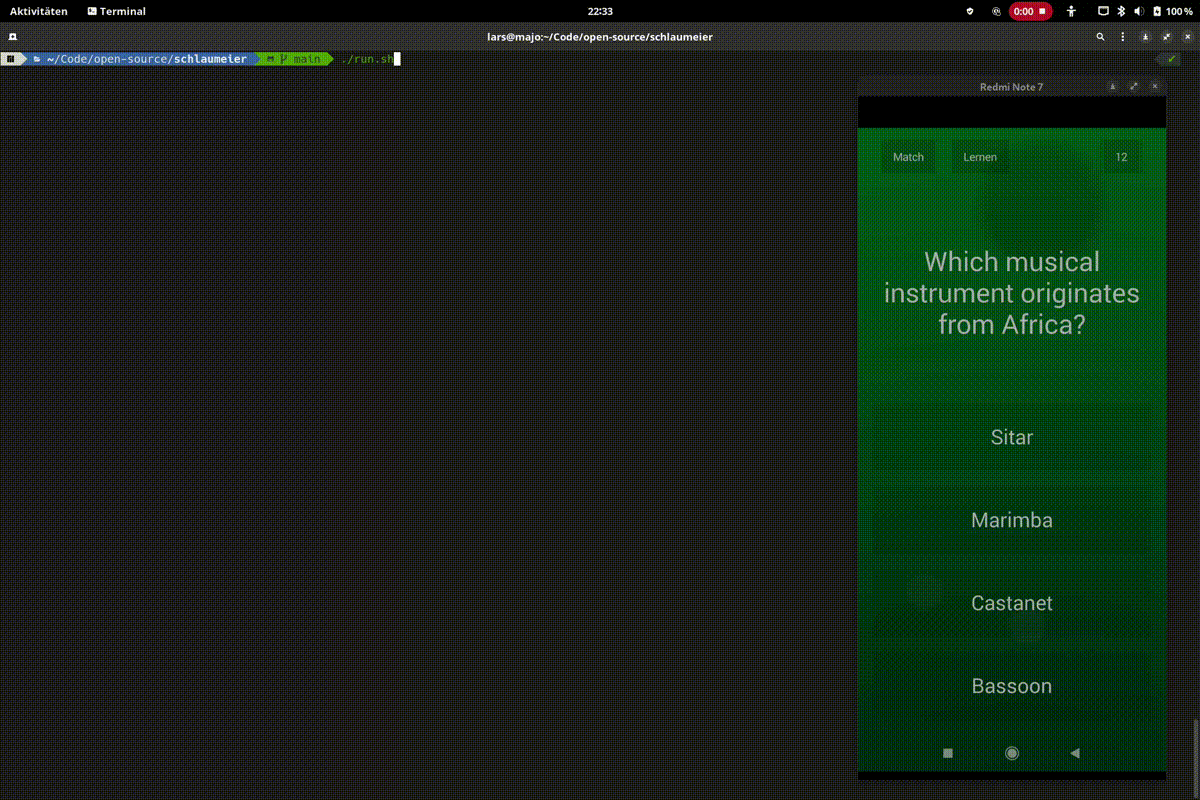 Aktivitäten Terminal 22:33 0:00 100 %
lars@majo:~/Code/open-source/schlaumeier
~/Code/open-source/schlaumeier main ./run.sh ✓
Redmi Note 7
Match Lernen 12
Which musical
instrument originates
from Africa?
Sitar
Marimba
Castanet
Bassoon